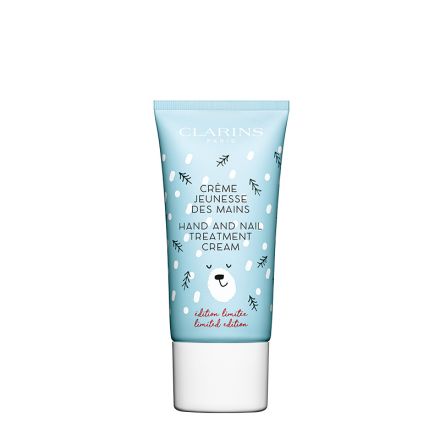 CLARINS
PARIS
CRÈME
JEUNESSE
DES MAINS
HAND AND NAIL
TREATMENT
CREAM
édition limitée
limited edition